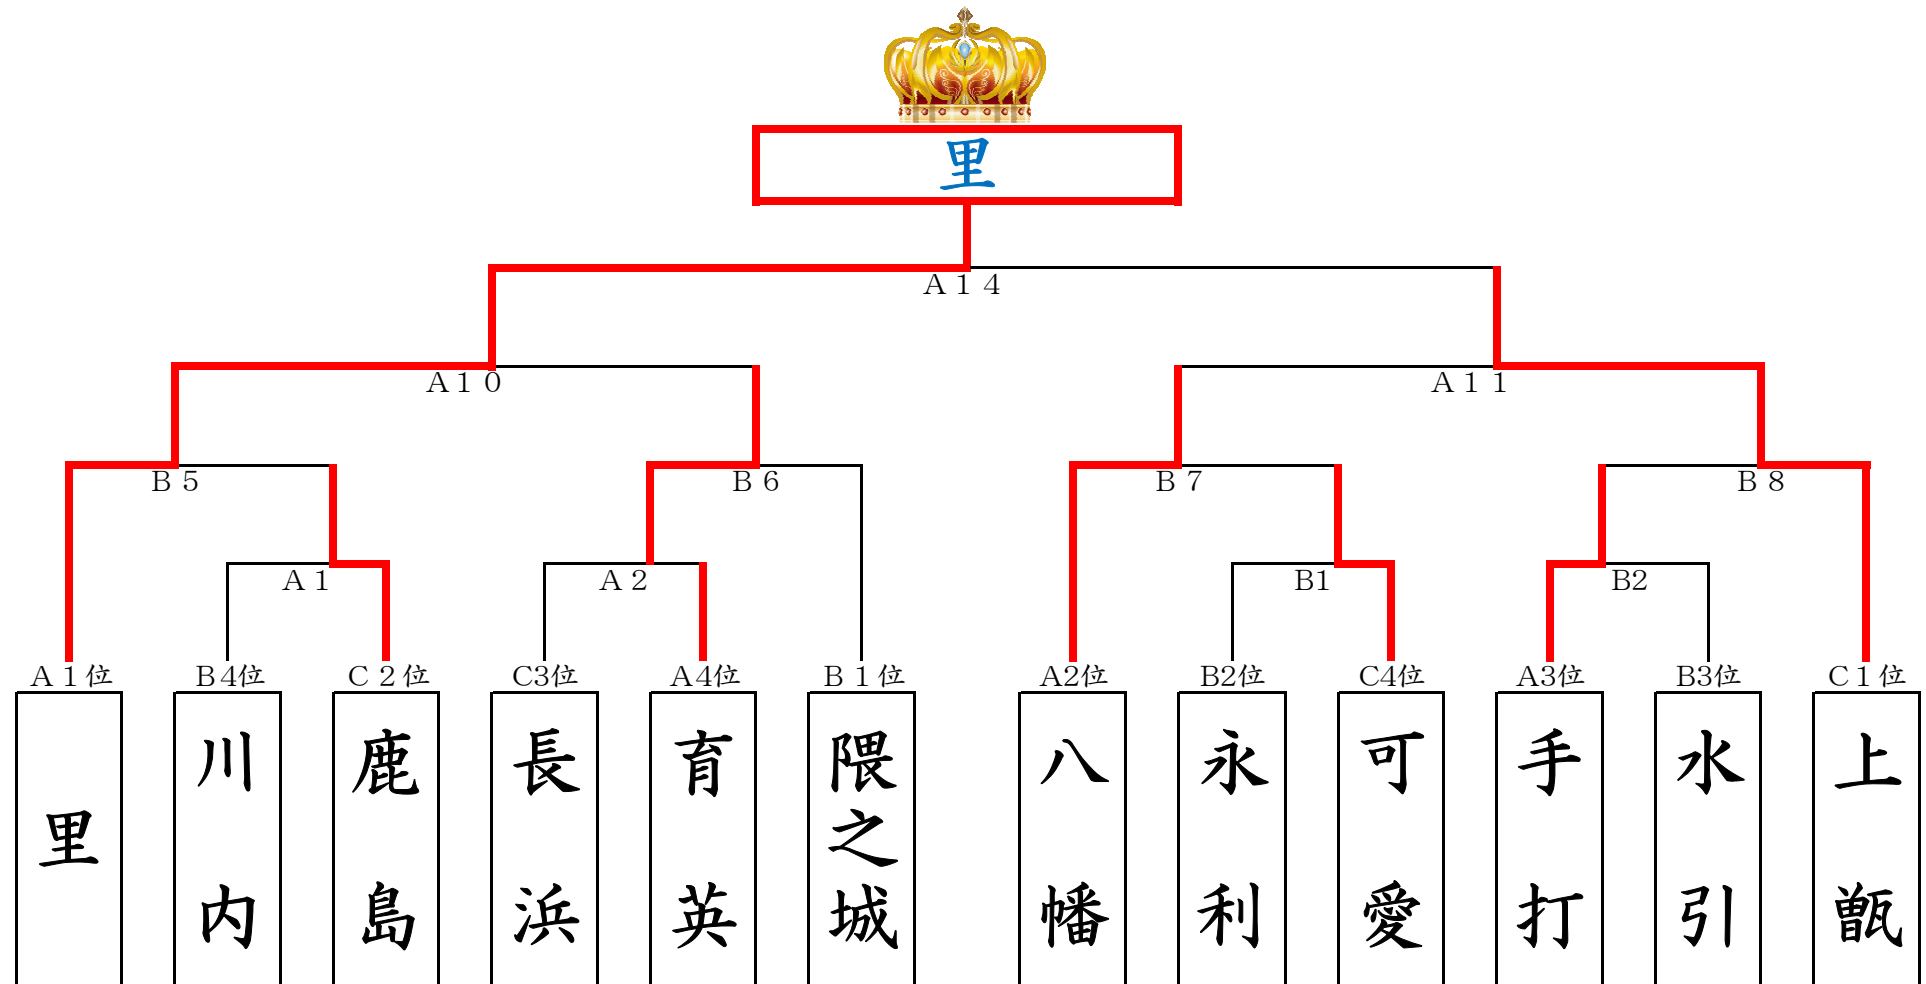 里
A14
A10
A11
B5
B6
B7
B8
A1
A2
B1
B2
A1位
B4位
C2位
C3位
A4位
B1位
A2位
B2位
C4位
A3位
B3位
C1位
里
川内
鹿島
長浜
育英
隈之城
八幡
永利
可愛
手打
水引
上甑